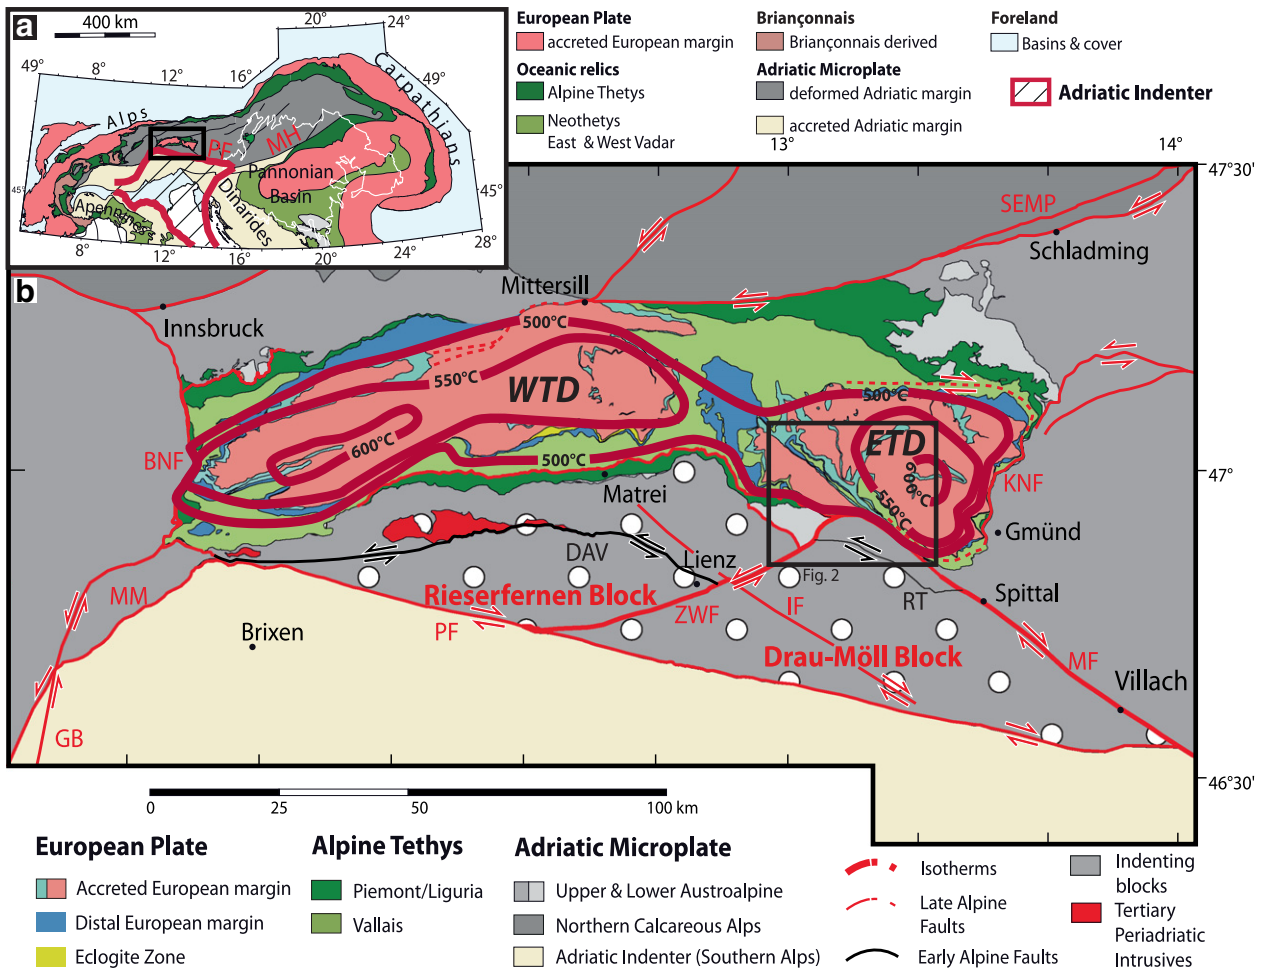 a
400 km
20°
24°
49°
8°
12°
16°
49°
Alps
Carpathians
PF
MH
Pannonian
Basin
45°
45°
Apennines
Dinarides
8°
12°
16°
20°
24°
28°
European Plate
accreted European margin
Oceanic relics
Alpine Thetys
Neothetys
East & West Vadar
Briançonnais
Briançonnais derived
Adriatic Microplate
deformed Adriatic margin
accreted Adriatic margin
Foreland
Basins & cover
Adriatic Indenter
13°
14°
47°30'
47°
46°30'
b
SEMP
Schladming
Mittersill
Innsbruck
500°C
550°C
WTD
600°C
500°C
500°C
ETD
600°C
550°C
BNF
KNF
Matrei
Gmünd
DAV
Lienz
Fig. 2
Rieserfernen Block
IF
RT
Spittal
MM
ZWF
PF
Brixen
Drau-Möll Block
MF
Villach
GB
0
25
50
100 km
European Plate
Accreted European margin
Distal European margin
Eclogite Zone
Alpine Tethys
Piemont/Liguria
Vallais
Adriatic Microplate
Upper & Lower Austroalpine
Northern Calcareous Alps
Adriatic Indenter (Southern Alps)
Isotherms
Late Alpine
Faults
Early Alpine Faults
Indenting
blocks
Tertiary
Periadriatic
Intrusives